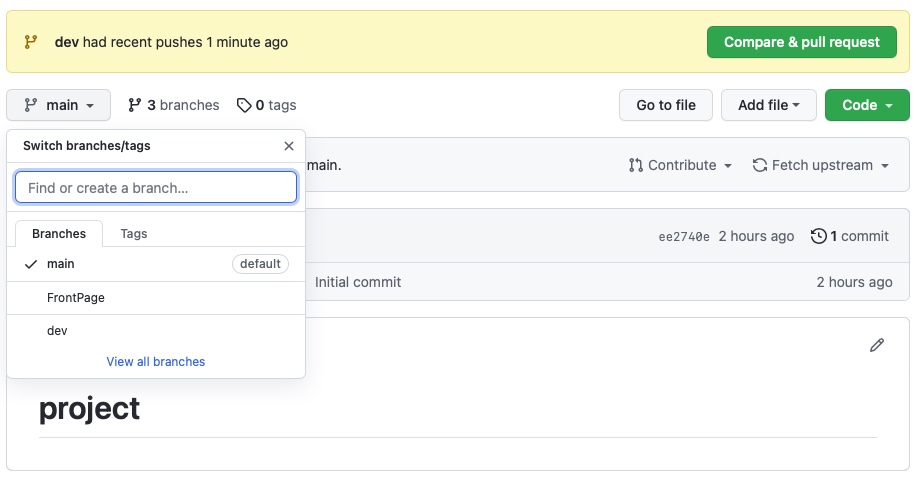 dev had recent pushes 1 minute ago
Compare & pull request
main
3 branches
0 tags
Go to file
Add file
Code
Switch branches/tags
main.
Contribute
Fetch upstream
Find or create a branch...
Branches
Tags
ee2740e 2 hours ago
1 commit
main
default
Initial commit
2 hours ago
FrontPage
dev
View all branches
project